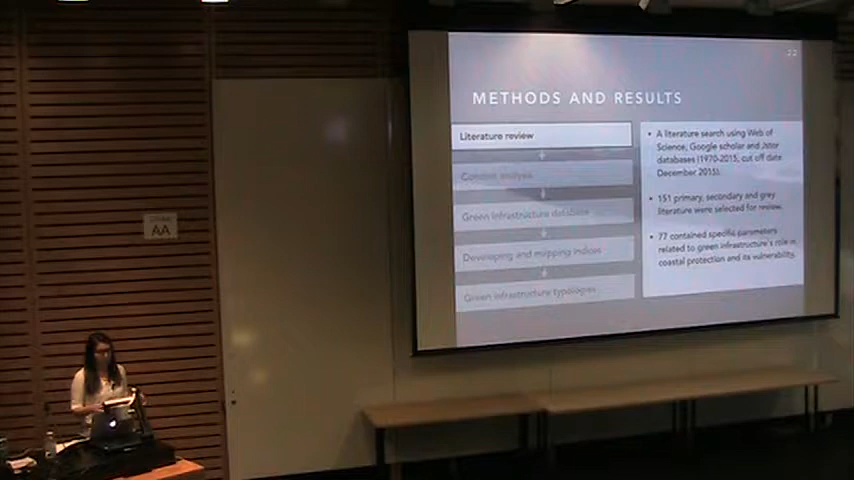 22
METHODS AND RESULTS
Literature review
Content analysis
Green infrastructure database
Developing and mapping indices
Green infrastructure typologies
• A literature search using Web of
Science, Google scholar and Jstor
databases (1970-2015, cut off date
December 2015).
• 151 primary, secondary and grey
literature were selected for review.
• 77 contained specific parameters
related to green infrastructure's role in
coastal protection and its vulnerability.
AA